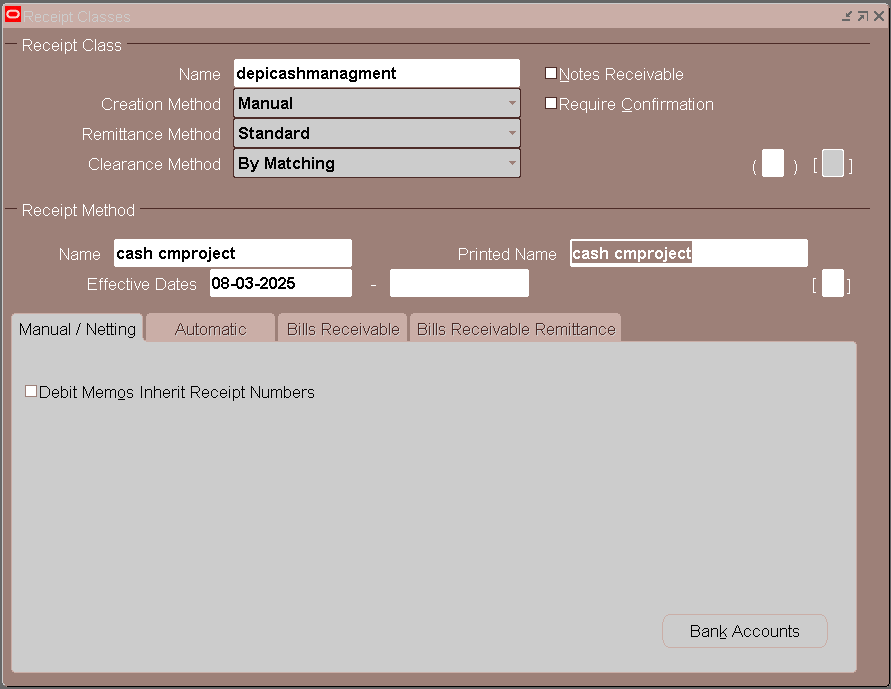 Receipt Classes
Receipt Class
Name depicashmanagment Notes Receivable
Creation Method Manual Require Confirmation
Remittance Method Standard
Clearance Method By Matching ( ) [ ]
Receipt Method
Name cash cmproject Printed Name cash cmproject
Effective Dates 08-03-2025 - [ ]
Manual / Netting Automatic Bills Receivable Bills Receivable Remittance
Debit Memos Inherit Receipt Numbers
Bank Accounts